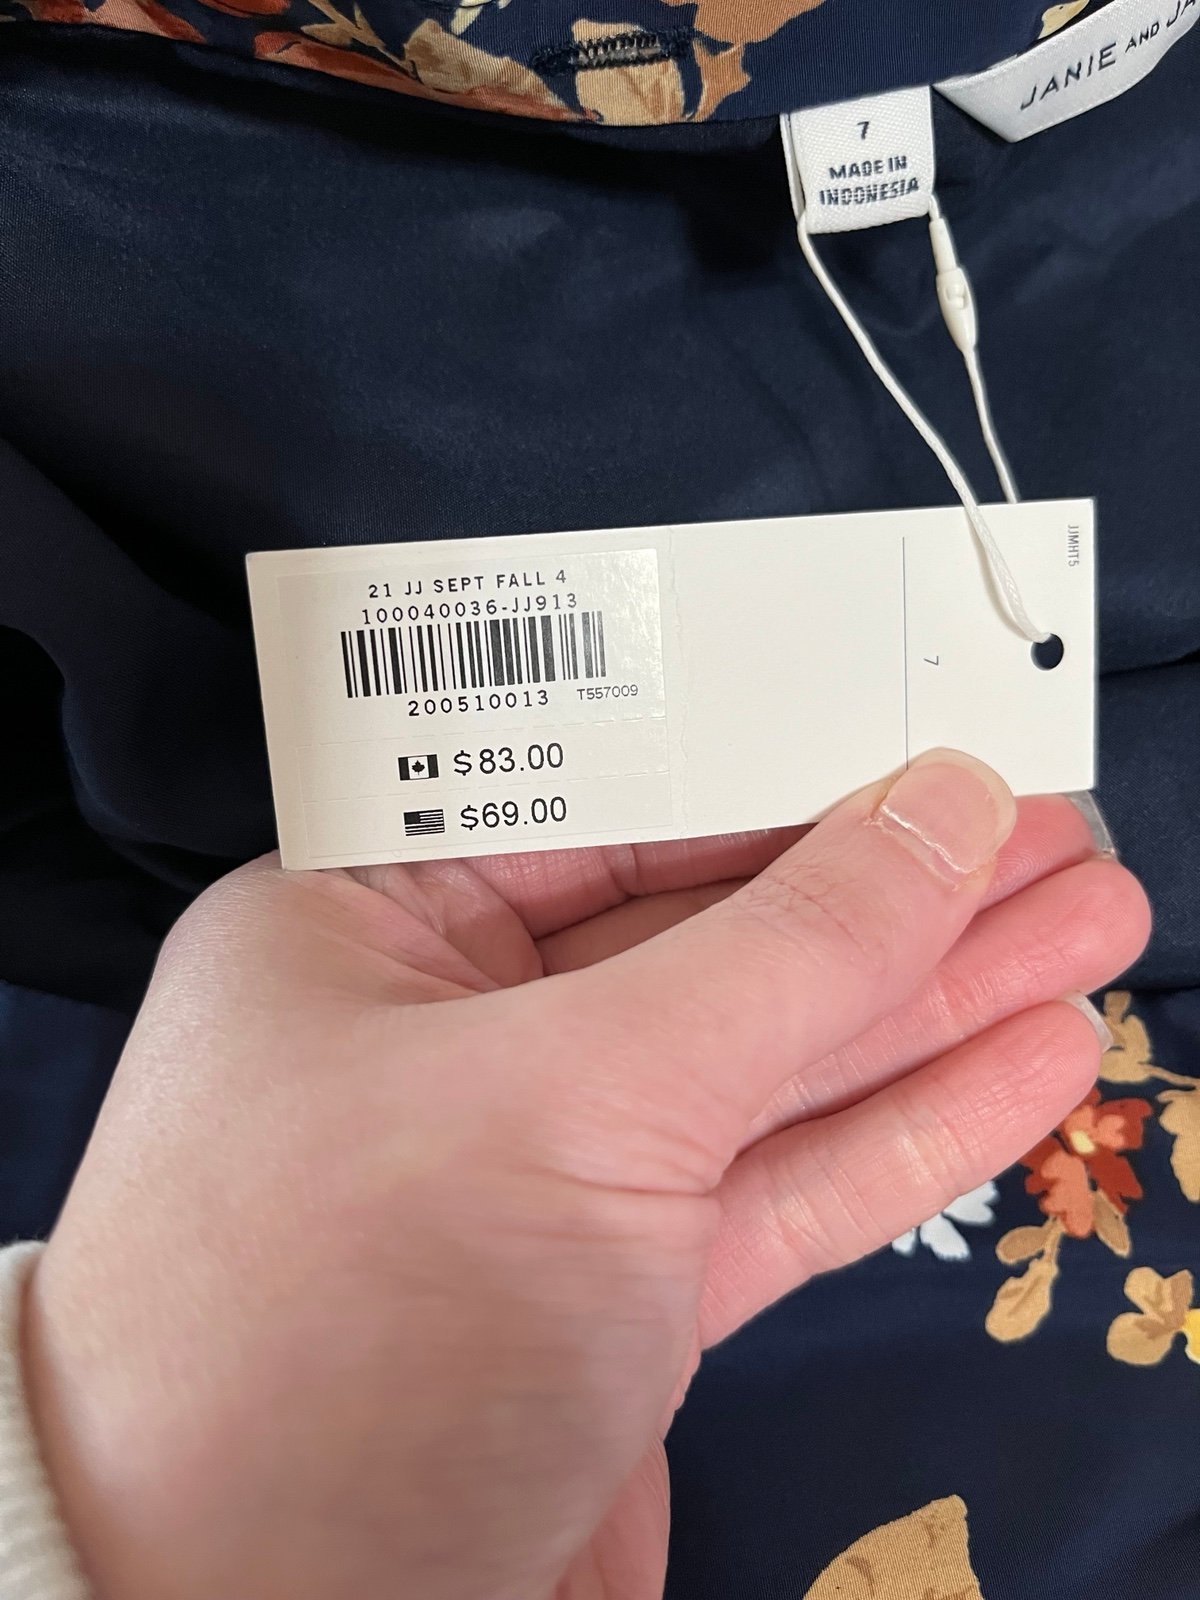 JANIE AND JA
7
MADE IN
INDONESIA
JJMHT5
7
21 JJ SEPT FALL 4
100040036-JJ913
200510013 T557009
$83.00
$69.00